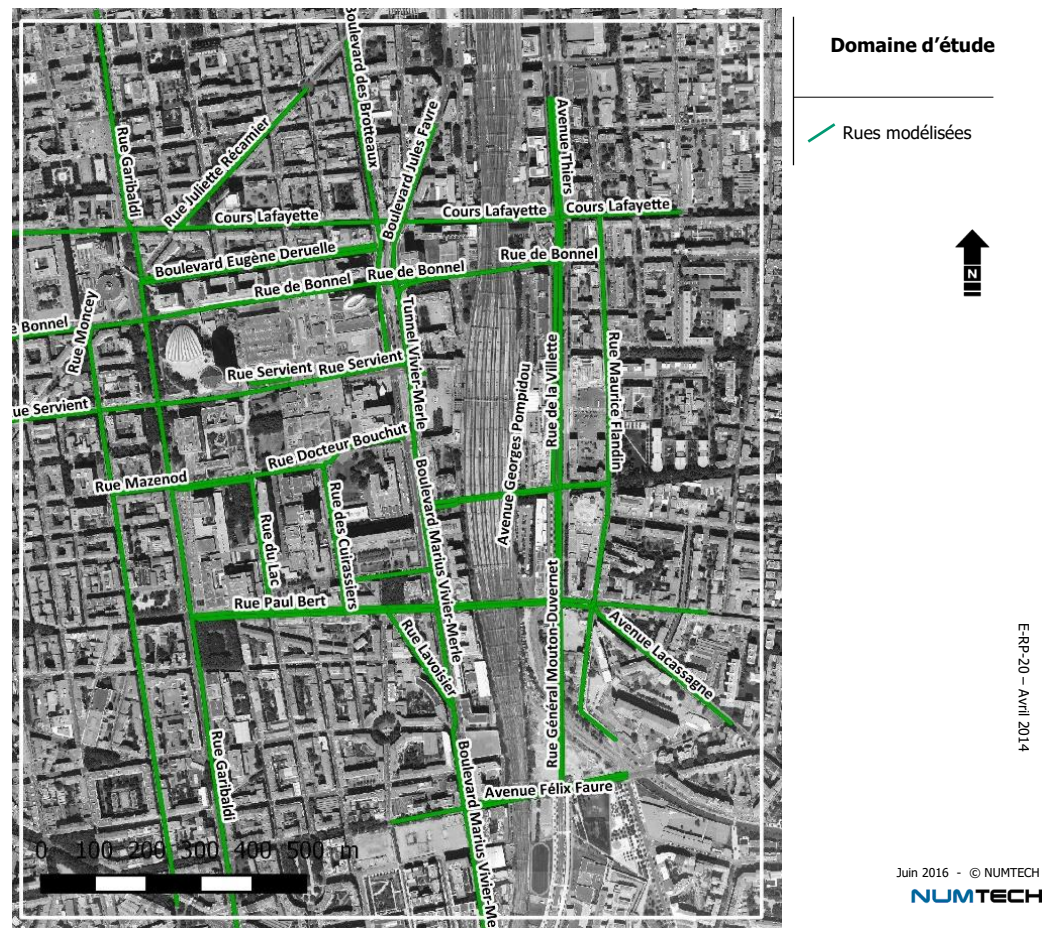 Domaine d'étude
Rues modélisées
N
Boulevard des Brotteaux
Rue Garibaldi
Rue Juliette Récamier
Boulevard Jules Favre
Avenue Thiers
Cours Lafayette
Cours Lafayette
Cours Lafayette
Boulevard Eugène Deruelle
Rue de Bonnel
Rue de Bonnel
Rue de Bonnel
e Bonnel
Rue Moncey
Tunnel Vivier-Merle
Rue de la Villette
Rue Maurice Flandin
Rue Servient
Rue Servient
ue Servient
Avenue Georges Pompidou
Rue Docteur Bouchut
Rue Mazenod
Boulevard Marius Vivier-Merle
Rue des Cuirassiers
Rue du Lac
Rue Paul Bert
Rue Général Mouton-Duvernet
Avenue Lacassagne
Rue Lavoisier
Rue Garibaldi
Boulevard Marius Vivier-Me
Avenue Félix Faure
0 100 200 300 400 500 m
E-RP-20 – Avril 2014
Juin 2016 - © NUMTECH
NUMTECH